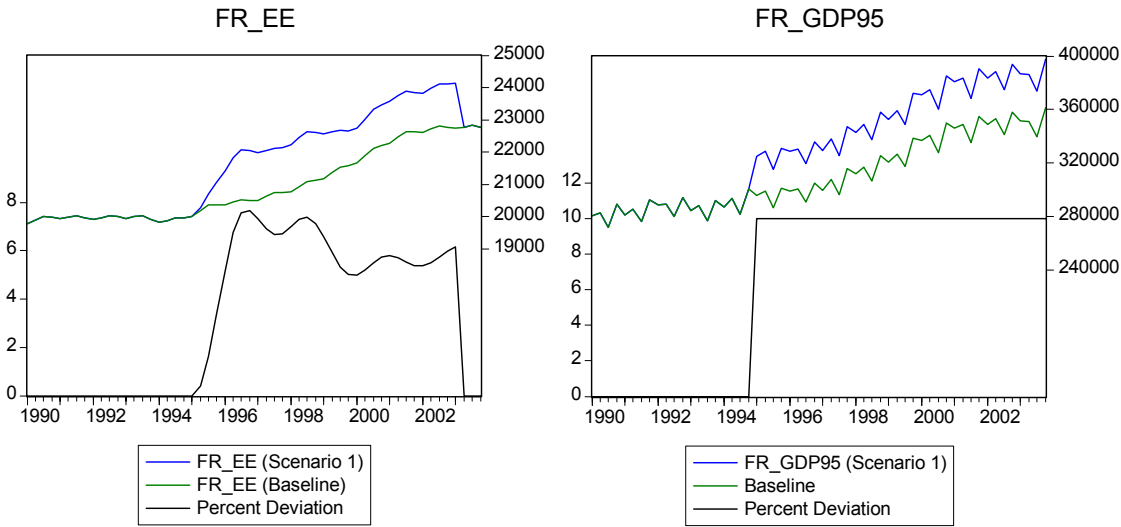 FR_EE
25000
24000
23000
22000
21000
20000
19000
8
6
4
2
0
1990 1992 1994 1996 1998 2000 2002
FR_EE (Scenario 1)
FR_EE (Baseline)
Percent Deviation
FR_GDP95
400000
360000
320000
280000
240000
12
10
8
6
4
2
0
1990 1992 1994 1996 1998 2000 2002
FR_GDP95 (Scenario 1)
Baseline
Percent Deviation